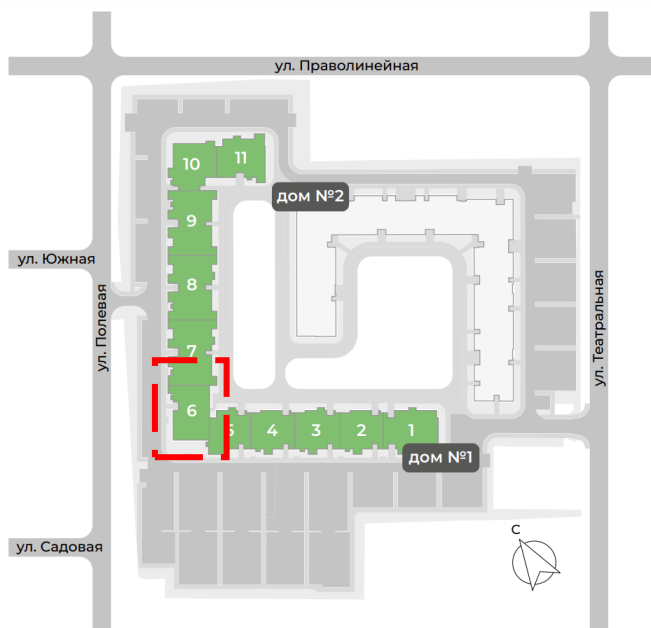 ул. Праволинейная
10
11
дом №2
9
ул. Южная
8
ул. Полевая
ул. Театральная
7
6
5
4
3
2
1
дом №1
С
ул. Садовая